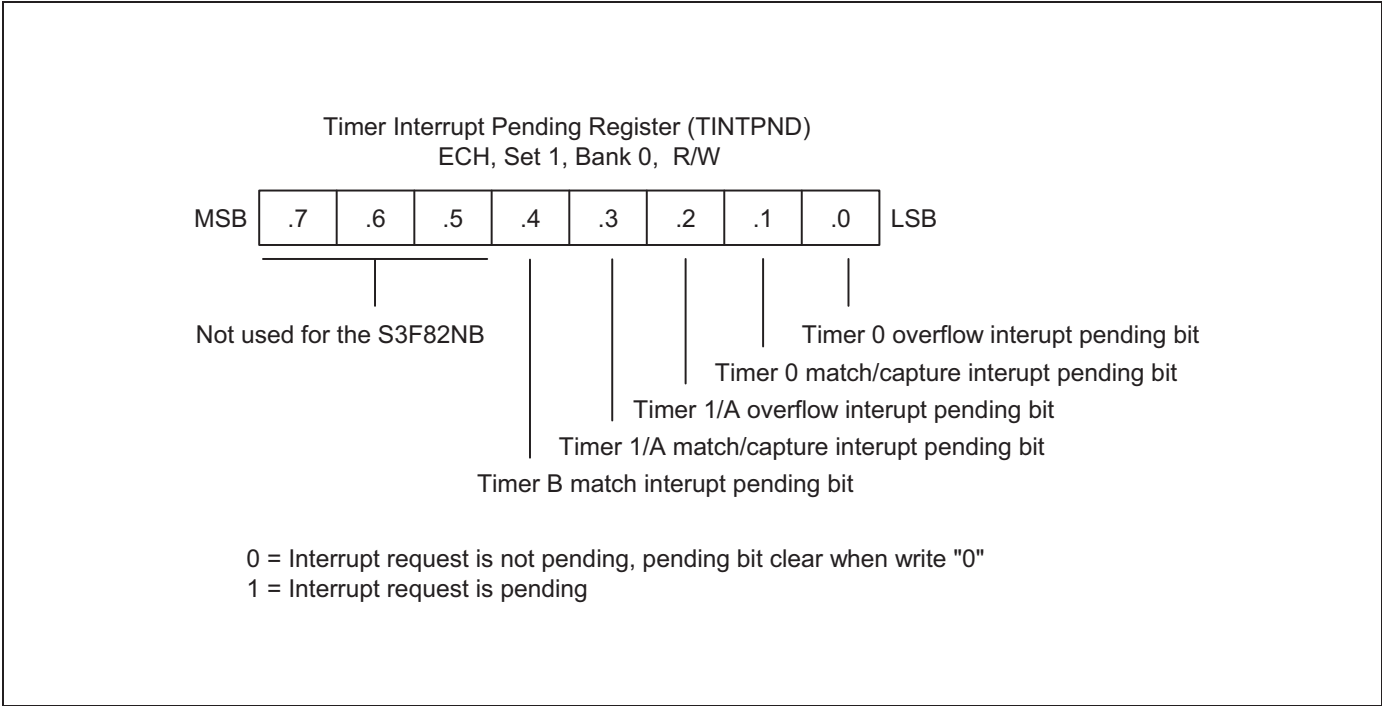 Timer Interrupt Pending Register (TINTPND)
ECH, Set 1, Bank 0, R/W
MSB .7 .6 .5 .4 .3 .2 .1 .0 LSB
Not used for the S3F82NB
Timer 0 overflow interupt pending bit
Timer 0 match/capture interupt pending bit
Timer 1/A overflow interupt pending bit
Timer 1/A match/capture interupt pending bit
Timer B match interupt pending bit
0 = Interrupt request is not pending, pending bit clear when write "0"
1 = Interrupt request is pending